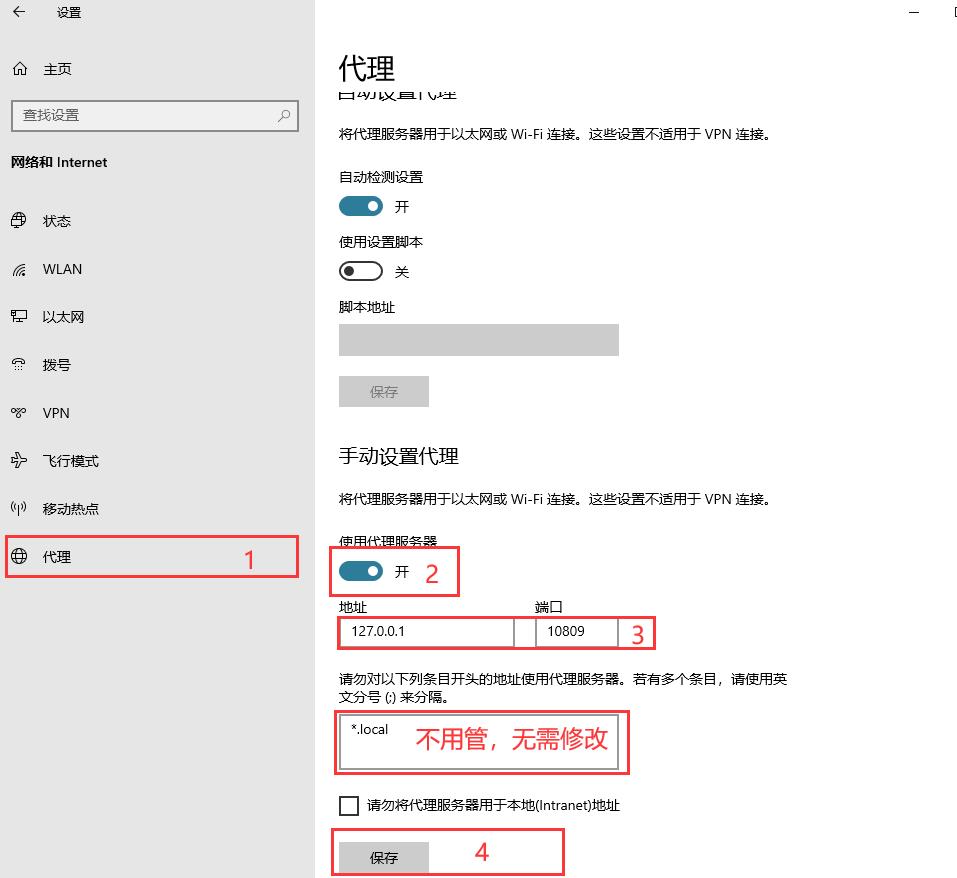 设置
主页
查找设置
网络和 Internet
状态
WLAN
以太网
拨号
VPN
飞行模式
移动热点
代理
1
代理
自动设置代理
将代理服务器用于以太网或 Wi-Fi 连接。这些设置不适用于 VPN 连接。
自动检测设置
开
使用设置脚本
关
脚本地址
保存
手动设置代理
将代理服务器用于以太网或 Wi-Fi 连接。这些设置不适用于 VPN 连接。
使用代理服务器
开 2
地址 端口
127.0.0.1 10809 3
请勿对以下列条目开头的地址使用代理服务器。若有多个条目，请使用英
文分号 (;) 来分隔。
*.local 不用管，无需修改
请勿将代理服务器用于本地(Intranet)地址
保存 4